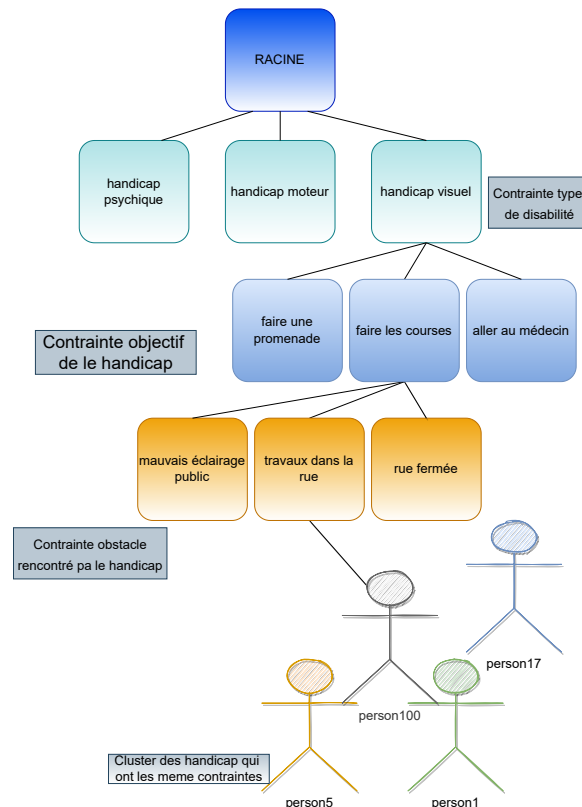 RACINE
handicap
psychique
handicap moteur
handicap visuel
Contrainte type
de disabilité
faire une
promenade
faire les courses
aller au médecin
Contrainte objectif
de le handicap
mauvais éclairage
public
travaux dans la
rue
rue fermée
Contrainte obstacle
rencontré pa le handicap
person17
person100
Cluster des handicap qui
ont les meme contraintes
person5
person1